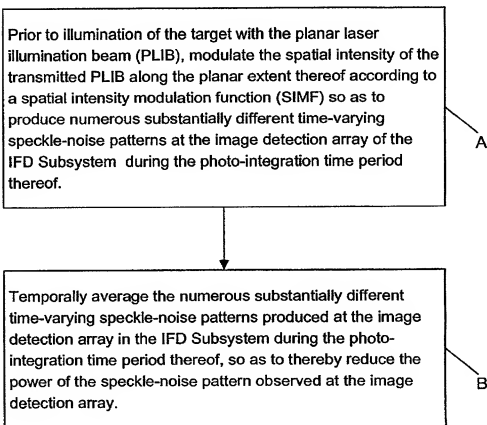 Prior to illumination of the target with the planar laser
illumination beam (PLIB), modulate the spatial intensity of the
transmitted PLIB along the planar extent thereof according to
a spatial intensity modulation function (SIMF) so as to
produce numerous substantially different time-varying
speckle-noise patterns at the image detection array of the
IFD Subsystem during the photo-integration time period
thereof.
A
Temporally average the numerous substantially different
time-varying speckle-noise patterns produced at the image
detection array in the IFD Subsystem during the photo-
integration time period thereof, so as to thereby reduce the
power of the speckle-noise pattern observed at the image
detection array.
B